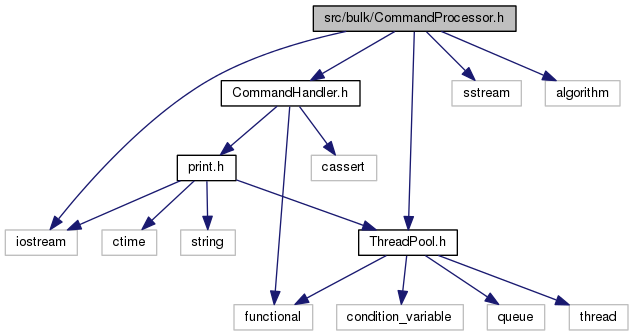 src/bulk/CommandProcessor.h
CommandHandler.h
sstream
algorithm
print.h
cassert
iostream
ctime
string
ThreadPool.h
functional
condition_variable
queue
thread